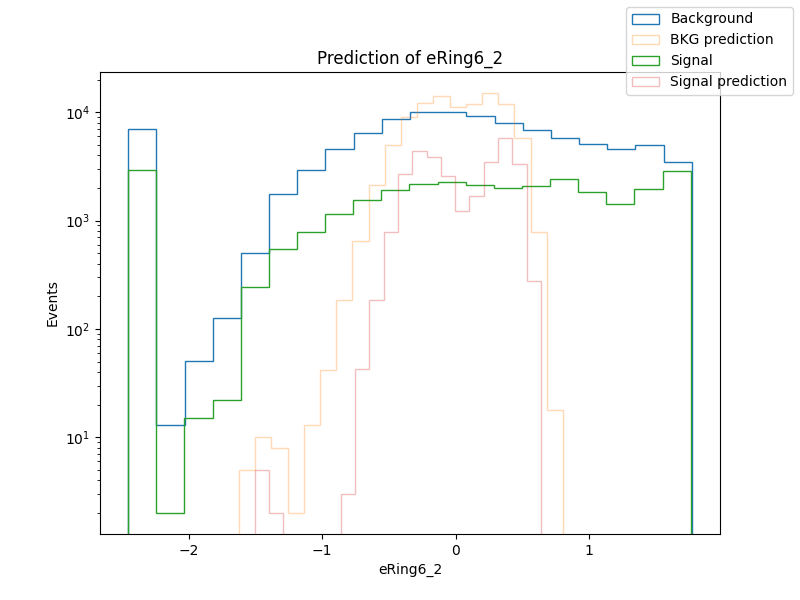 Background
BKG prediction
Signal
Signal prediction
Prediction of eRing6_2
10⁴
10³
10²
10¹
Events
−2
−1
0
1
eRing6_2